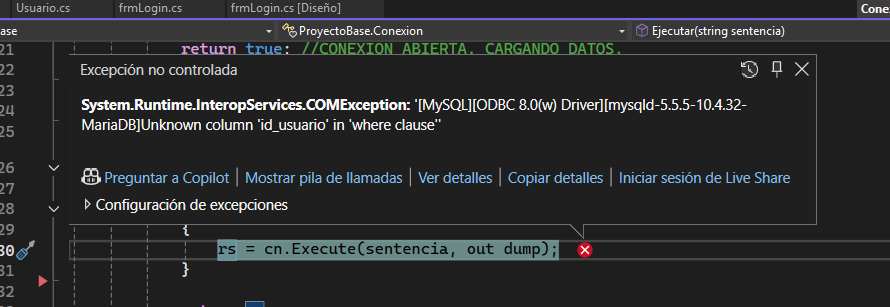 Usuario.cs frmLogin.cs frmLogin.cs [Diseño] Cone
ase ProyectoBase.Conexion Ejecutar(string sentencia)
21 return true; //CONEXION ABIERTA. CARGANDO DATOS.
22
23
24
25
26
27
28
29 {
30 rs = cn.Execute(sentencia, out dump);
31 }
32
Excepción no controlada
System.Runtime.InteropServices.COMException: '[MySQL][ODBC 8.0(w) Driver][mysqld-5.5.5-10.4.32-
MariaDB]Unknown column 'id_usuario' in 'where clause''
Preguntar a Copilot | Mostrar pila de llamadas | Ver detalles | Copiar detalles | Iniciar sesión de Live Share
Configuración de excepciones